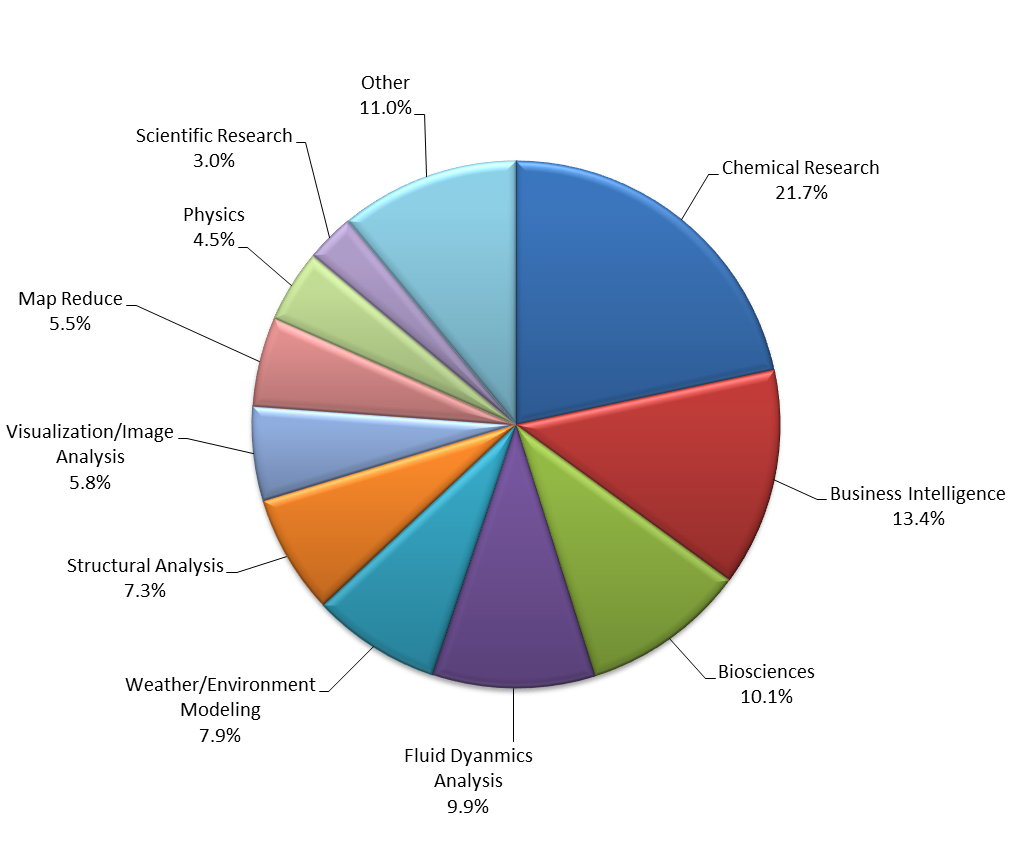 Other
11.0%
Scientific Research
3.0%
Chemical Research
21.7%
Physics
4.5%
Map Reduce
5.5%
Visualization/Image
Analysis
5.8%
Business Intelligence
13.4%
Structural Analysis
7.3%
Biosciences
10.1%
Weather/Environment
Modeling
7.9%
Fluid Dyanmics
Analysis
9.9%